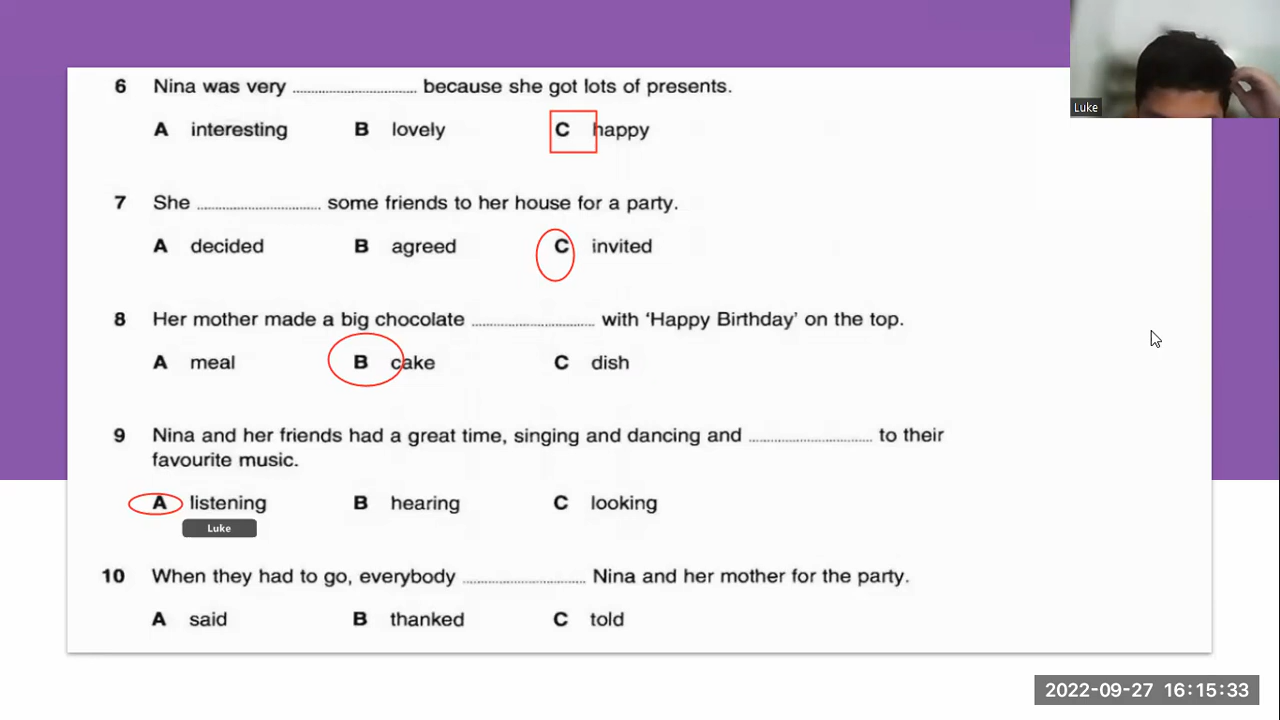 Luke
6 Nina was very .............................. because she got lots of presents.
A interesting B lovely C happy
7 She .............................. some friends to her house for a party.
A decided B agreed C invited
8 Her mother made a big chocolate .............................. with ‘Happy Birthday’ on the top.
A meal B cake C dish
9 Nina and her friends had a great time, singing and dancing and .............................. to their
favourite music.
A listening B hearing C looking
Luke
10 When they had to go, everybody .............................. Nina and her mother for the party.
A said B thanked C told
2022-09-27 16:15:33